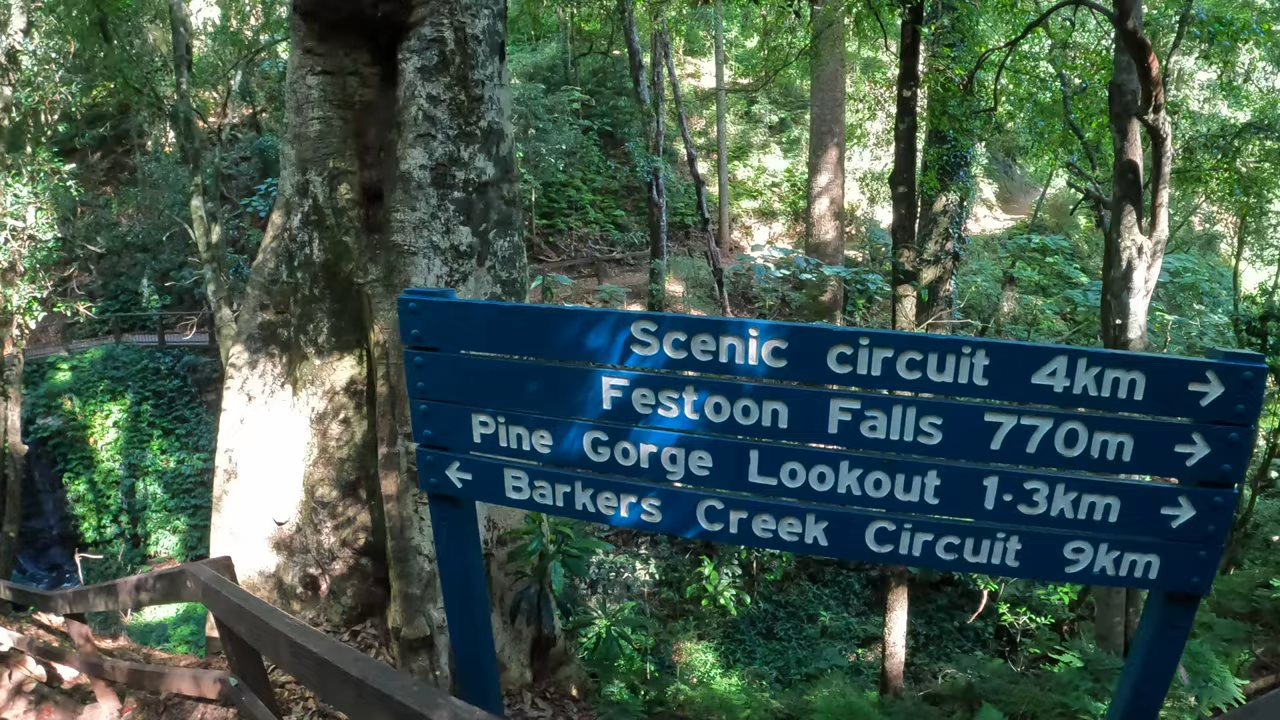 Scenic circuit 4km →
Festoon Falls 770m →
Pine Gorge Lookout 1·3km →
← Barkers Creek Circuit 9km